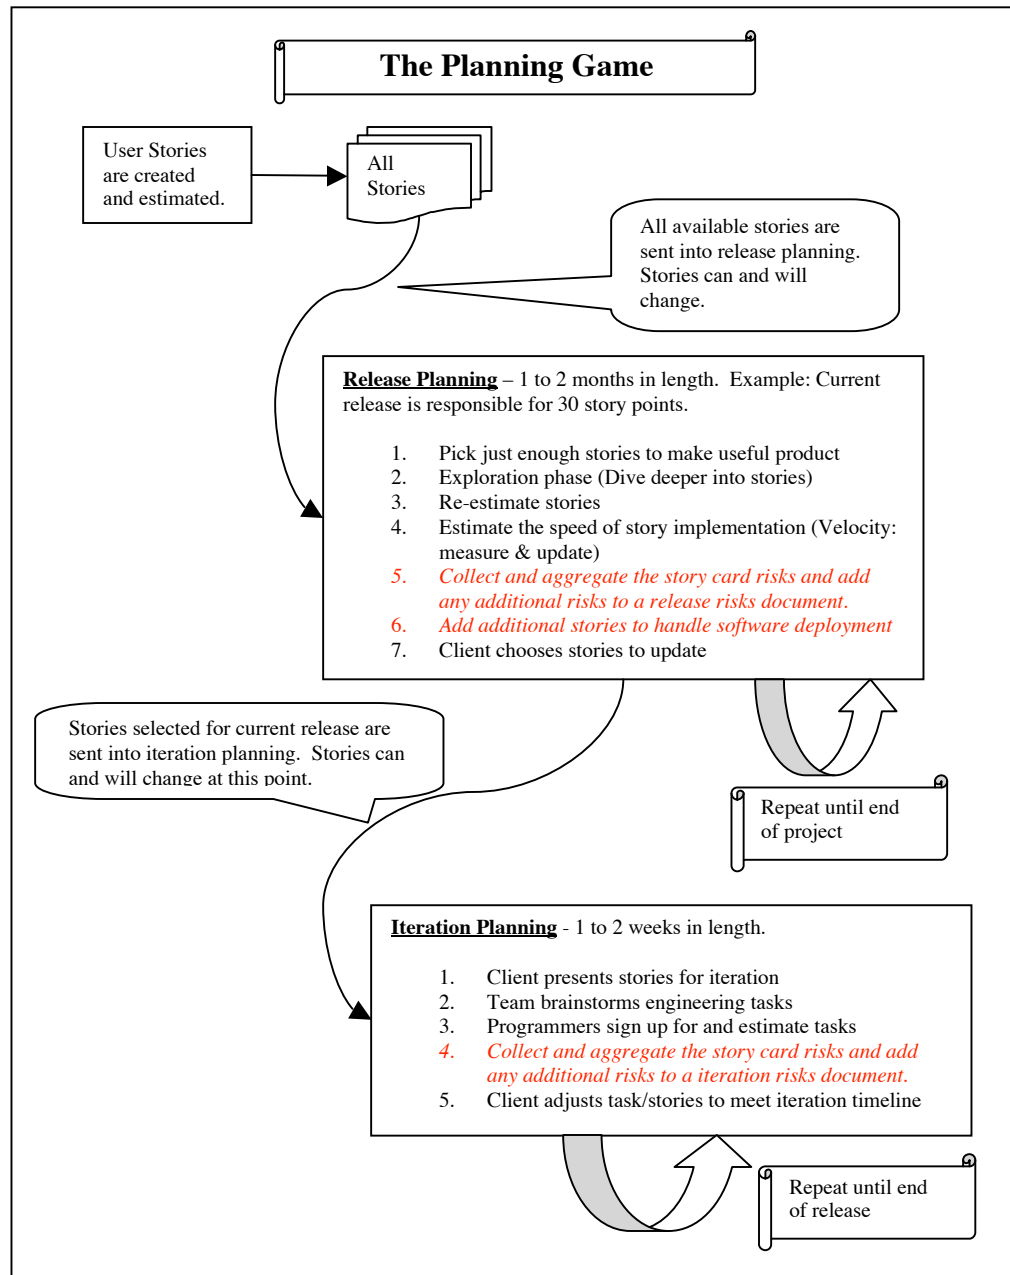 The Planning Game
User Stories
are created
and estimated.
All
Stories
All available stories are
sent into release planning.
Stories can and will
change.
Release Planning – 1 to 2 months in length.  Example: Current
release is responsible for 30 story points.
1. Pick just enough stories to make useful product
2. Exploration phase (Dive deeper into stories)
3. Re-estimate stories
4. Estimate the speed of story implementation (Velocity:
measure & update)
5. Collect and aggregate the story card risks and add
any additional risks to a release risks document.
6. Add additional stories to handle software deployment
7. Client chooses stories to update
Stories selected for current release are
sent into iteration planning.  Stories can
and will change at this point.
Repeat until end
of project
Iteration Planning - 1 to 2 weeks in length.
1. Client presents stories for iteration
2. Team brainstorms engineering tasks
3. Programmers sign up for and estimate tasks
4. Collect and aggregate the story card risks and add
any additional risks to a iteration risks document.
5. Client adjusts task/stories to meet iteration timeline
Repeat until end
of release